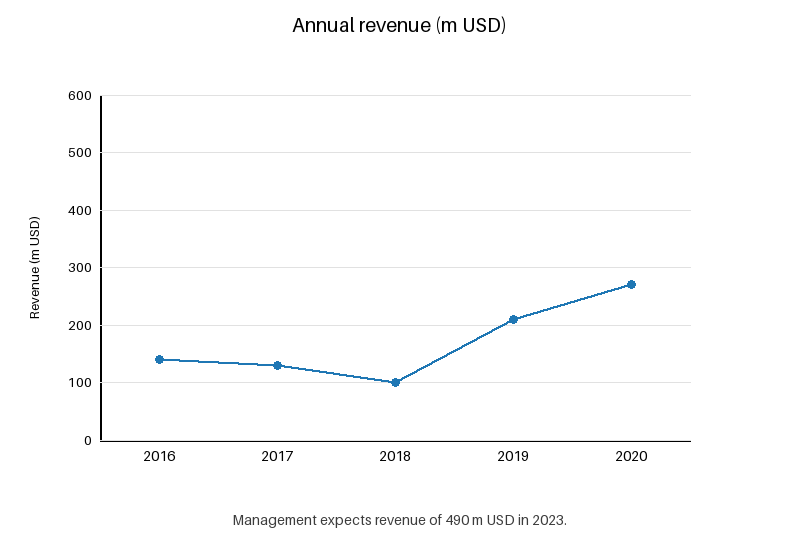 Annual revenue (m USD)
600
500
400
300
200
100
0
Revenue (m USD)
2016 2017 2018 2019 2020
Management expects revenue of 490 m USD in 2023.